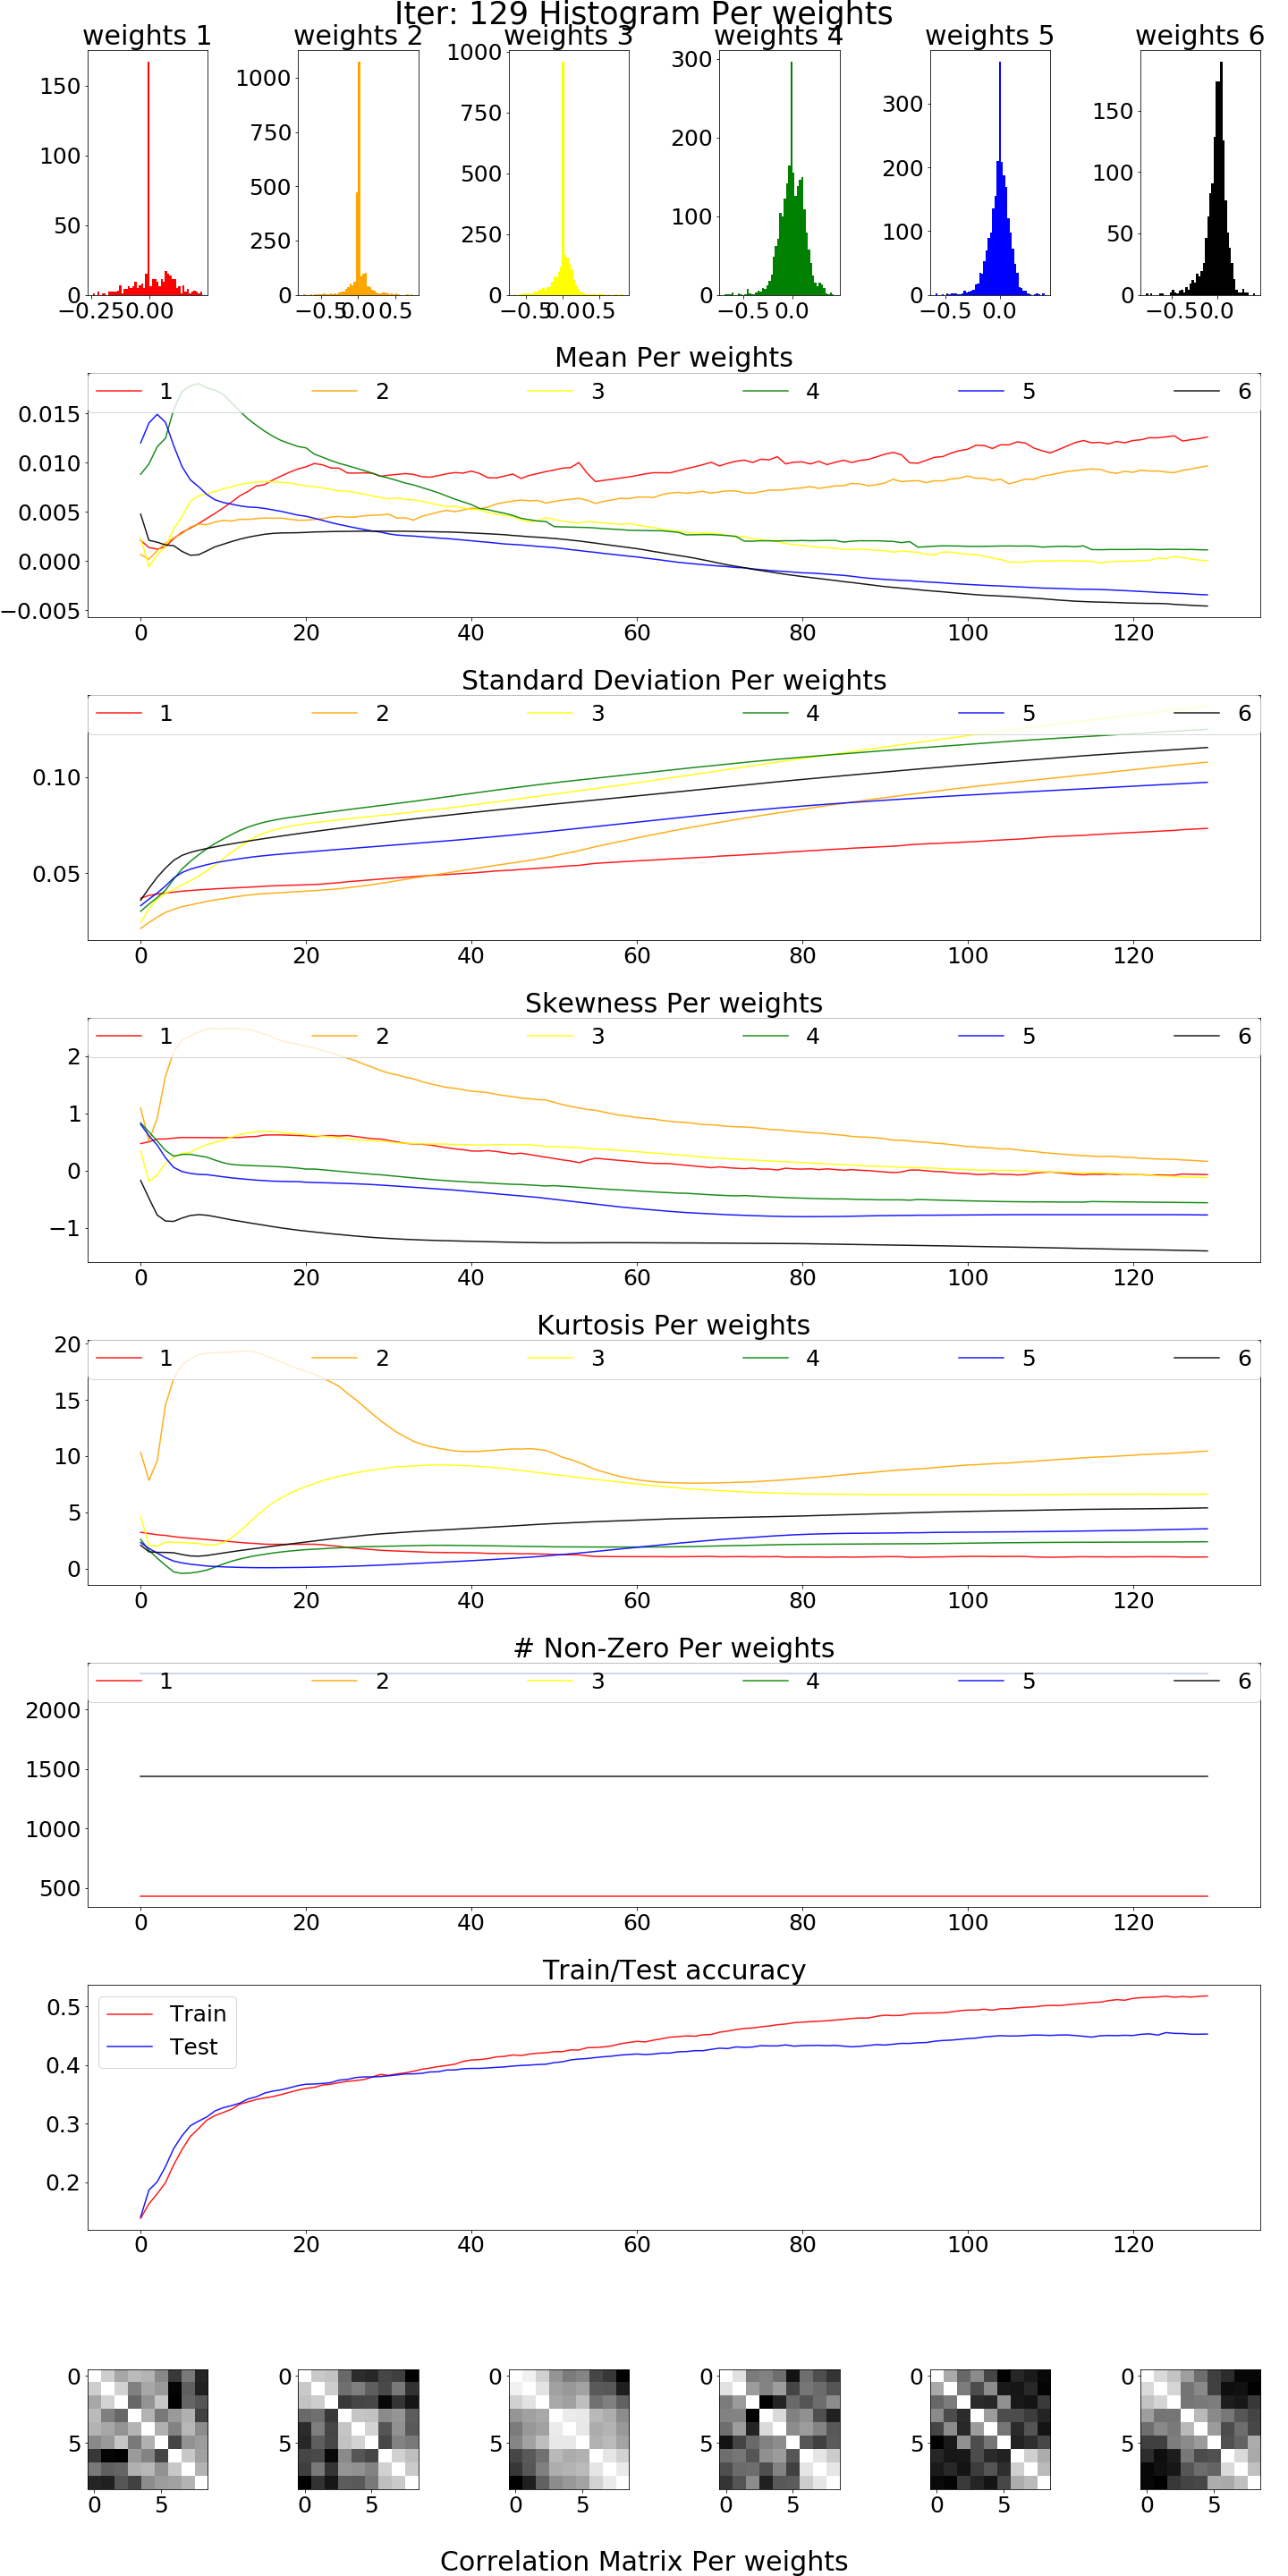 Iter: 129 Histogram Per weights
weights 1 weights 2 weights 3 weights 4 weights 5 weights 6
150 100 50 0
1000 750 500 250 0
1000 750 500 250 0
300 200 100 0
300 200 100 0
150 100 50 0
−0.25 0.00 −0.5 0.0 0.5 −0.5 0.0 0.5 −0.5 0.0 −0.5 0.0 −0.5 0.0
Mean Per weights
1 2 3 4 5 6
0.015
0.010
0.005
0.000
−0.005
0 20 40 60 80 100 120
Standard Deviation Per weights
1 2 3 4 5 6
0.10
0.05
0 20 40 60 80 100 120
Skewness Per weights
1 2 3 4 5 6
2
1
0
−1
0 20 40 60 80 100 120
Kurtosis Per weights
20
1 2 3 4 5 6
15
10
5
0
0 20 40 60 80 100 120
# Non-Zero Per weights
1 2 3 4 5 6
2000
1500
1000
500
0 20 40 60 80 100 120
Train/Test accuracy
Train
Test
0.5
0.4
0.3
0.2
0 20 40 60 80 100 120
0 0 0 0 0 0
5 5 5 5 5 5
0 5 0 5 0 5 0 5 0 5 0 5
Correlation Matrix Per weights